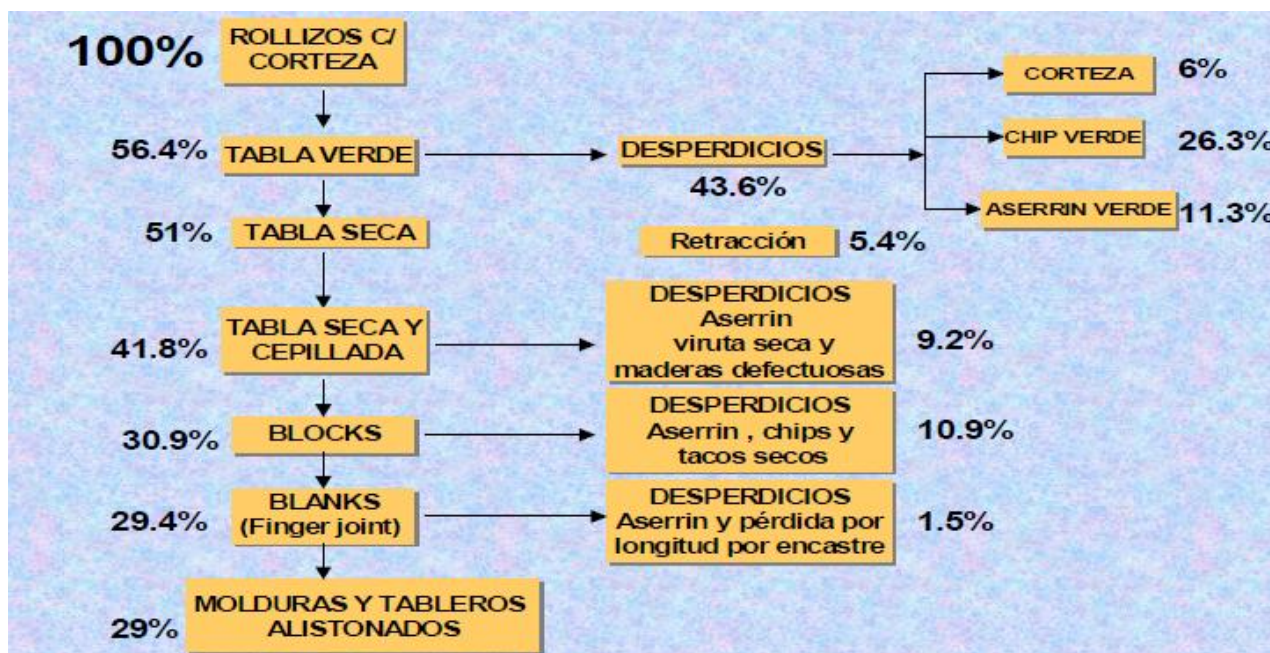 100%
ROLLIZOS C/
CORTEZA
56.4%
TABLA VERDE
DESPERDICIOS
43.6%
CORTEZA
6%
CHIP VERDE
26.3%
ASERRIN VERDE
11.3%
51%
TABLA SECA
Retracción
5.4%
41.8%
TABLA SECA Y
CEPILLADA
DESPERDICIOS
Aserrin
viruta seca y
maderas defectuosas
9.2%
30.9%
BLOCKS
DESPERDICIOS
Aserrin , chips y
tacos secos
10.9%
29.4%
BLANKS
(Finger joint)
DESPERDICIOS
Aserrin y pérdida por
longitud por encastre
1.5%
29%
MOLDURAS Y TABLEROS
ALISTONADOS